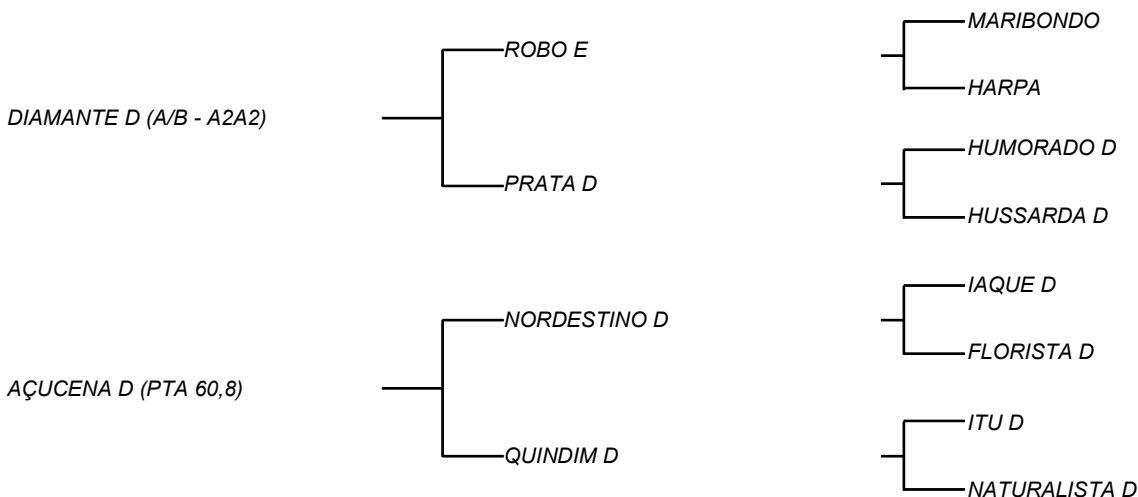 MARIBONDO
ROBO E
HARPA
DIAMANTE D (A/B - A2A2)
HUMORADO D
PRATA D
HUSSARDA D
IAQUE D
NORDESTINO D
FLORISTA D
AÇUCENA D (PTA 60,8)
ITU D
QUINDIM D
NATURALISTA D